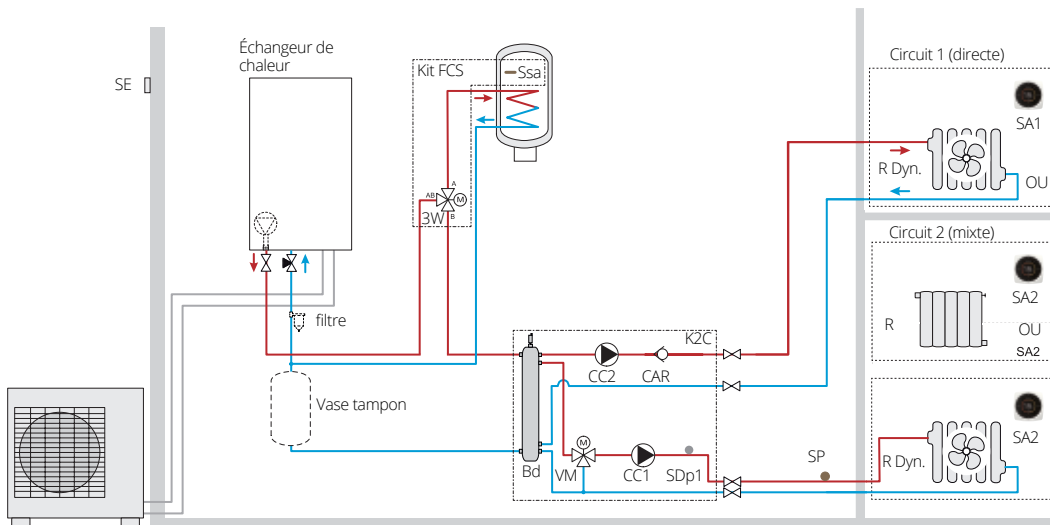 Échangeur de
chaleur
SE
Kit FCS
Ssa
A
AB
M
B
3W
filtre
Vase tampon
K2C
CC2
CAR
M
Bd
VM
CC1
SDp1
SP
Circuit 1 (directe)
SA1
R Dyn.
OU
Circuit 2 (mixte)
SA2
R
OU
SA2
SA2
R Dyn.